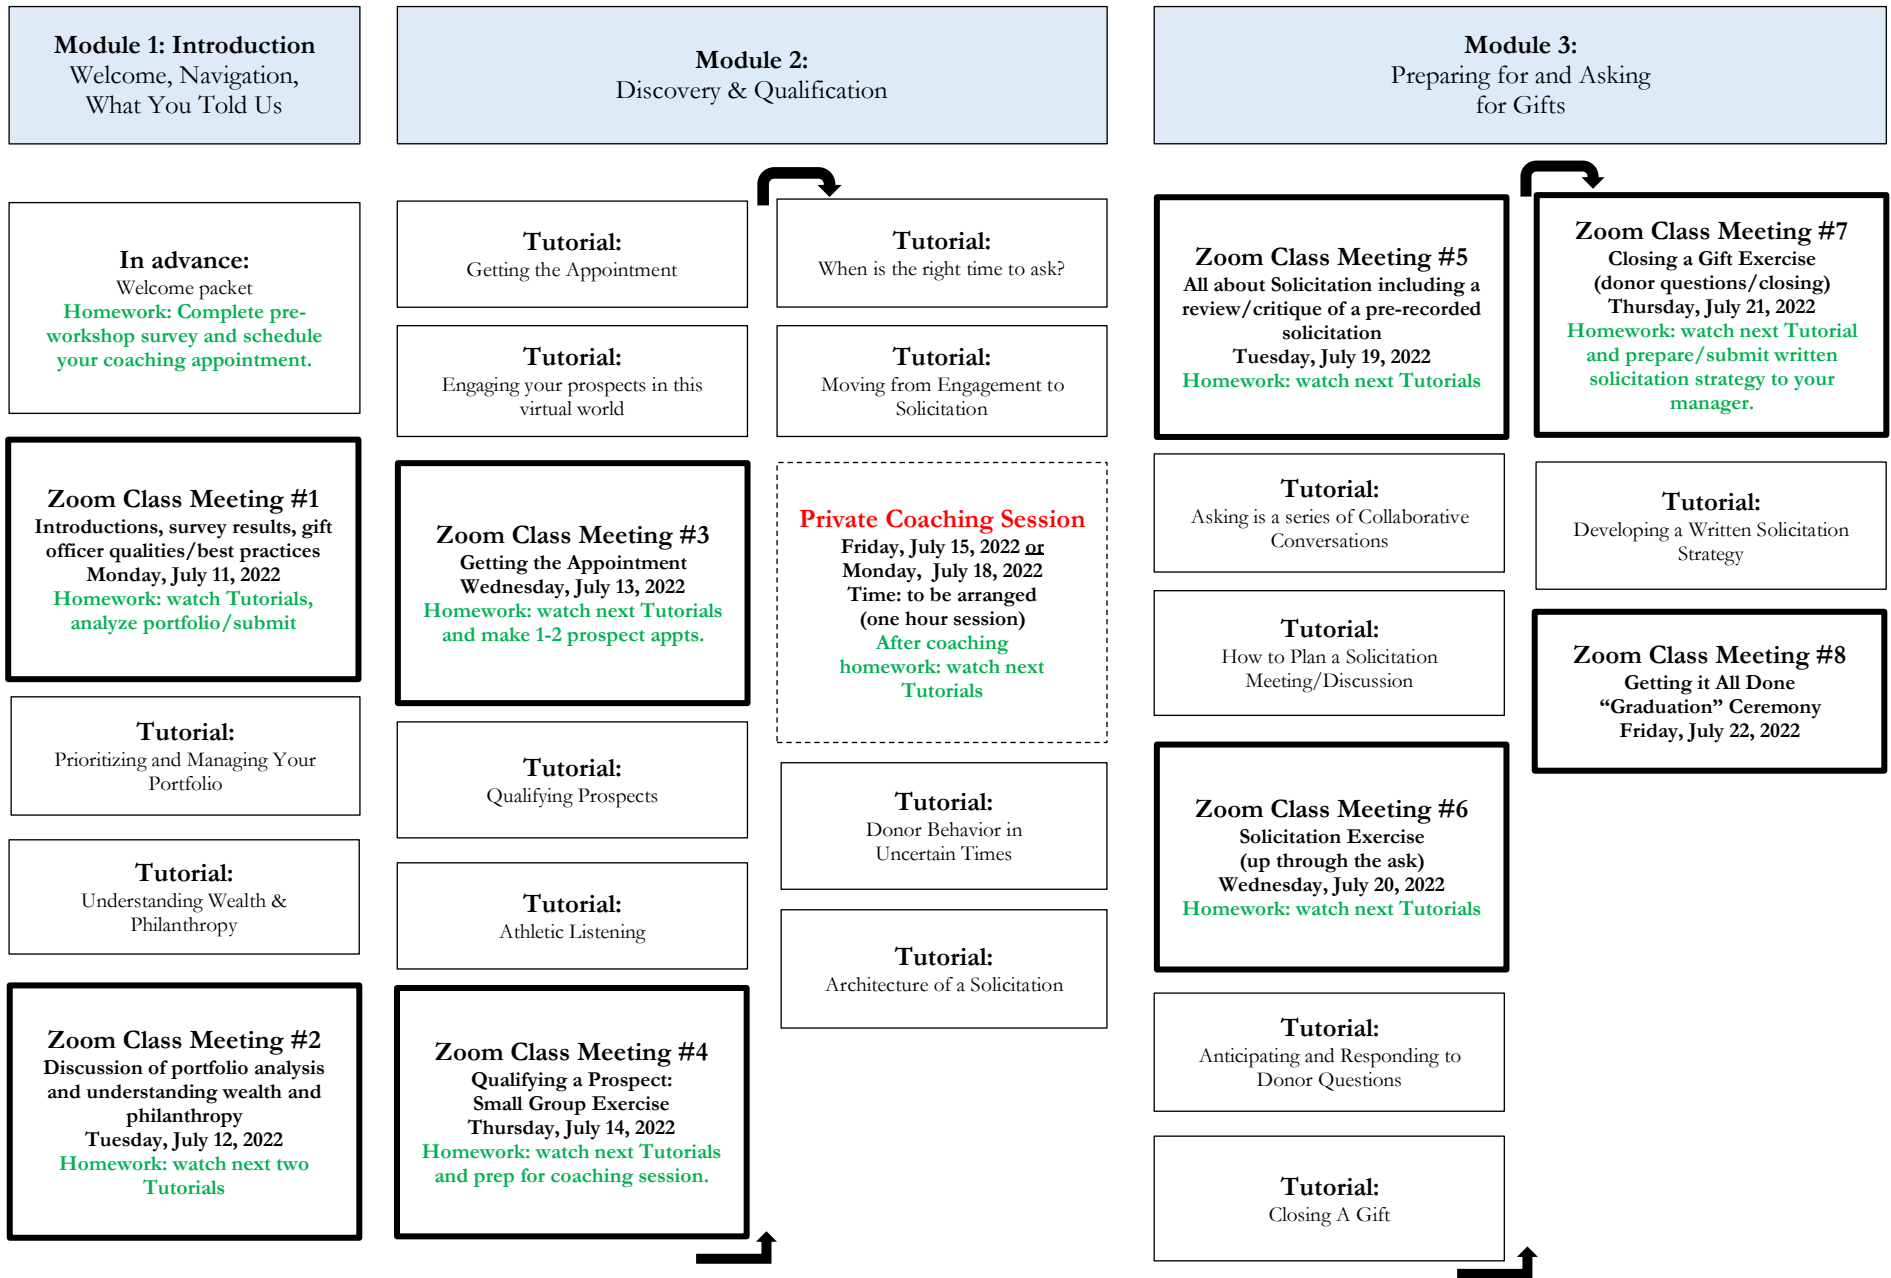 Module 1: Introduction
Welcome, Navigation,
What You Told Us
In advance:
Welcome packet
Homework: Complete pre-
workshop survey and schedule
your coaching appointment.
Zoom Class Meeting #1
Introductions, survey results, gift
officer qualities/best practices
Monday, July 11, 2022
Homework: watch Tutorials,
analyze portfolio/submit
Tutorial:
Prioritizing and Managing Your
Portfolio
Tutorial:
Understanding Wealth &
Philanthropy
Zoom Class Meeting #2
Discussion of portfolio analysis
and understanding wealth and
philanthropy
Tuesday, July 12, 2022
Homework: watch next two
Tutorials
Module 2:
Discovery & Qualification
Tutorial:
Getting the Appointment
Tutorial:
Engaging your prospects in this
virtual world
Zoom Class Meeting #3
Getting the Appointment
Wednesday, July 13, 2022
Homework: watch next Tutorials
and make 1-2 prospect appts.
Tutorial:
Qualifying Prospects
Tutorial:
Athletic Listening
Zoom Class Meeting #4
Qualifying a Prospect:
Small Group Exercise
Thursday, July 14, 2022
Homework: watch next Tutorials
and prep for coaching session.
Tutorial:
When is the right time to ask?
Tutorial:
Moving from Engagement to
Solicitation
Private Coaching Session
Friday, July 15, 2022 or
Monday, July 18, 2022
Time: to be arranged
(one hour session)
After coaching
homework: watch next
Tutorials
Tutorial:
Donor Behavior in
Uncertain Times
Tutorial:
Architecture of a Solicitation
Module 3:
Preparing for and Asking
for Gifts
Zoom Class Meeting #5
All about Solicitation including a
review/critique of a pre-recorded
solicitation
Tuesday, July 19, 2022
Homework: watch next Tutorials
Tutorial:
Asking is a series of Collaborative
Conversations
Tutorial:
How to Plan a Solicitation
Meeting/Discussion
Zoom Class Meeting #6
Solicitation Exercise
(up through the ask)
Wednesday, July 20, 2022
Homework: watch next Tutorials
Tutorial:
Anticipating and Responding to
Donor Questions
Tutorial:
Closing A Gift
Zoom Class Meeting #7
Closing a Gift Exercise
(donor questions/closing)
Thursday, July 21, 2022
Homework: watch next Tutorial
and prepare/submit written
solicitation strategy to your
manager.
Tutorial:
Developing a Written Solicitation
Strategy
Zoom Class Meeting #8
Getting it All Done
“Graduation” Ceremony
Friday, July 22, 2022